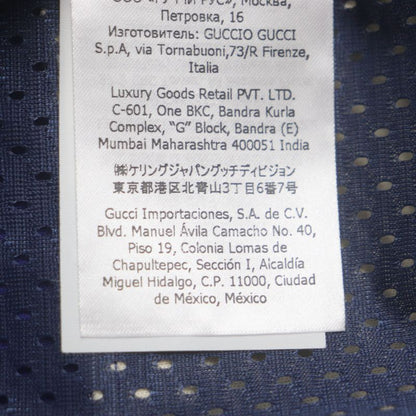 ООО «ГУЧЧИ РУС», Москва,
Петровка, 16
Изготовитель: GUCCIO GUCCI
S.p.A, via Tornabuoni,73/R Firenze,
Italia
Luxury Goods Retail PVT. LTD.
C-601, One BKC, Bandra Kurla
Complex, “G” Block, Bandra (E)
Mumbai Maharashtra 400051 India
㈱ケリングジャパングッチディビジョン
東京都港区北青山3丁目6番7号
Gucci Importaciones, S.A. de C.V.
Blvd. Manuel Ávila Camacho No. 40,
Piso 19, Colonia Lomas de
Chapultepec, Sección I, Alcaldía
Miguel Hidalgo, C.P. 11000, Ciudad
de México, México